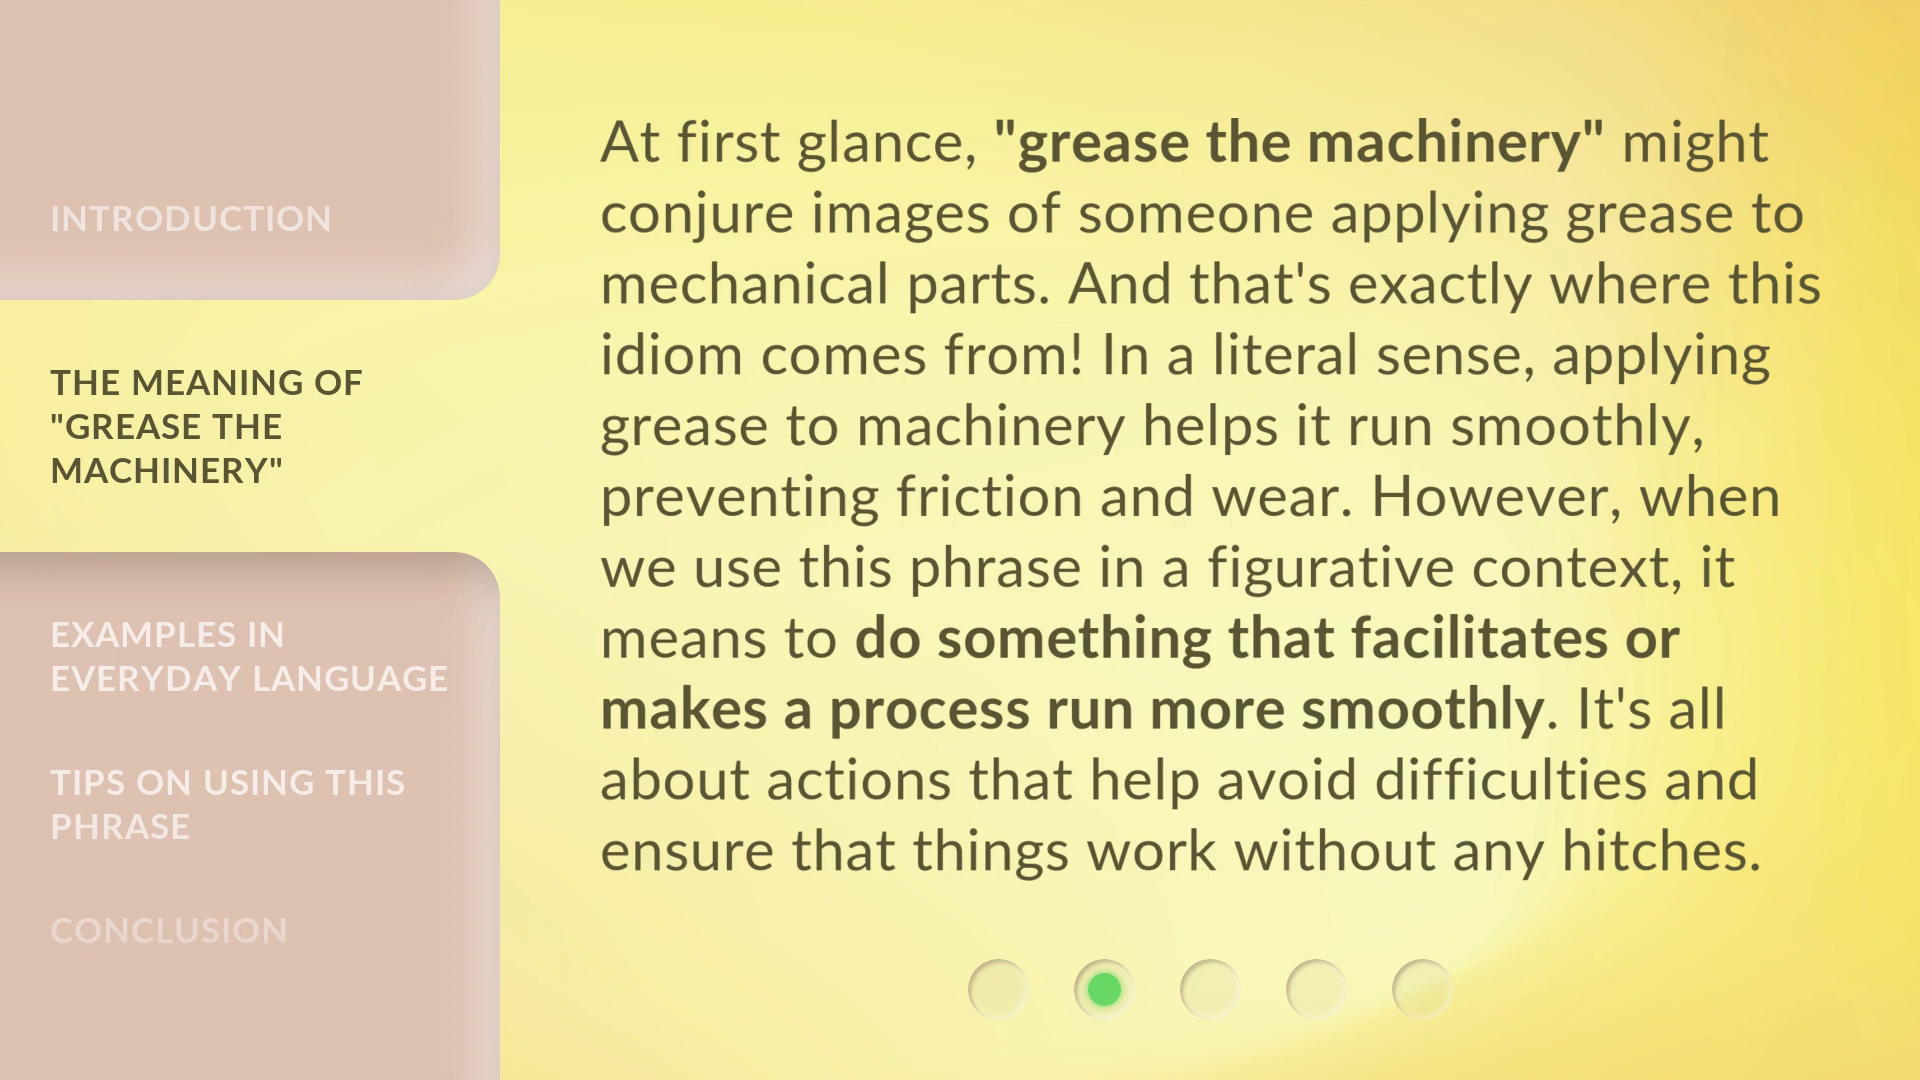 INTRODUCTION
THE MEANING OF
"GREASE THE
MACHINERY"
EXAMPLES IN
EVERYDAY LANGUAGE
TIPS ON USING THIS
PHRASE
CONCLUSION
At first glance, "grease the machinery" might
conjure images of someone applying grease to
mechanical parts. And that's exactly where this
idiom comes from! In a literal sense, applying
grease to machinery helps it run smoothly,
preventing friction and wear. However, when
we use this phrase in a figurative context, it
means to do something that facilitates or
makes a process run more smoothly. It's all
about actions that help avoid difficulties and
ensure that things work without any hitches.